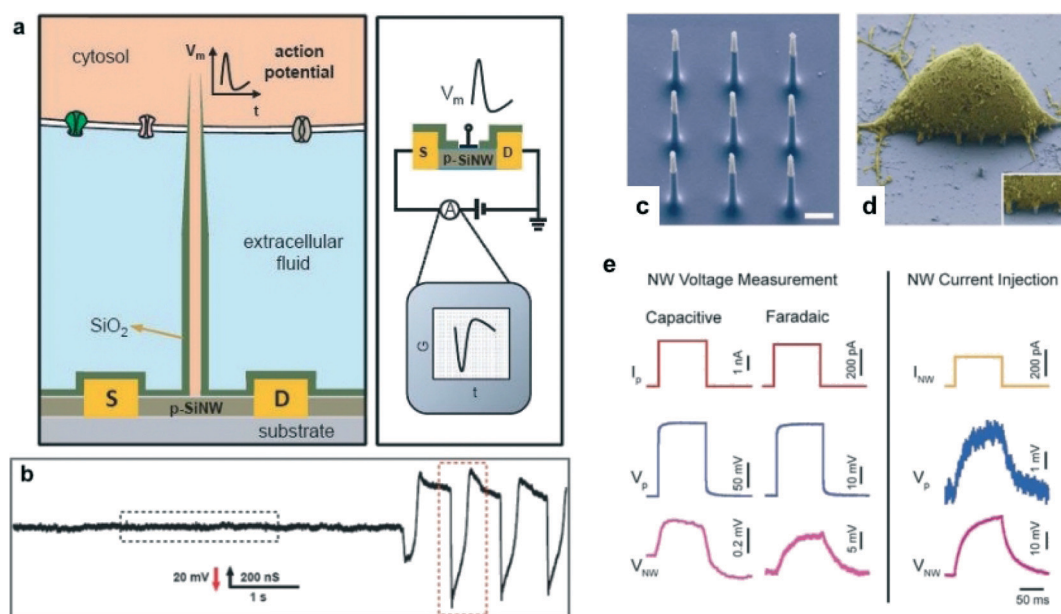 a
cytosol
Vm
action
potential
t
extracellular
fluid
SiO2
S
p-SiNW
D
substrate
Vm
S
p-SiNW
D
A
G
t
b
20 mV
200 nS
1 s
c
d
e
NW Voltage Measurement
NW Current Injection
Capacitive
Faradaic
Ip
1 nA
200 pA
INW
200 pA
Vp
50 mV
10 mV
Vp
1 mV
VNW
0.2 mV
5 mV
VNW
10 mV
50 ms